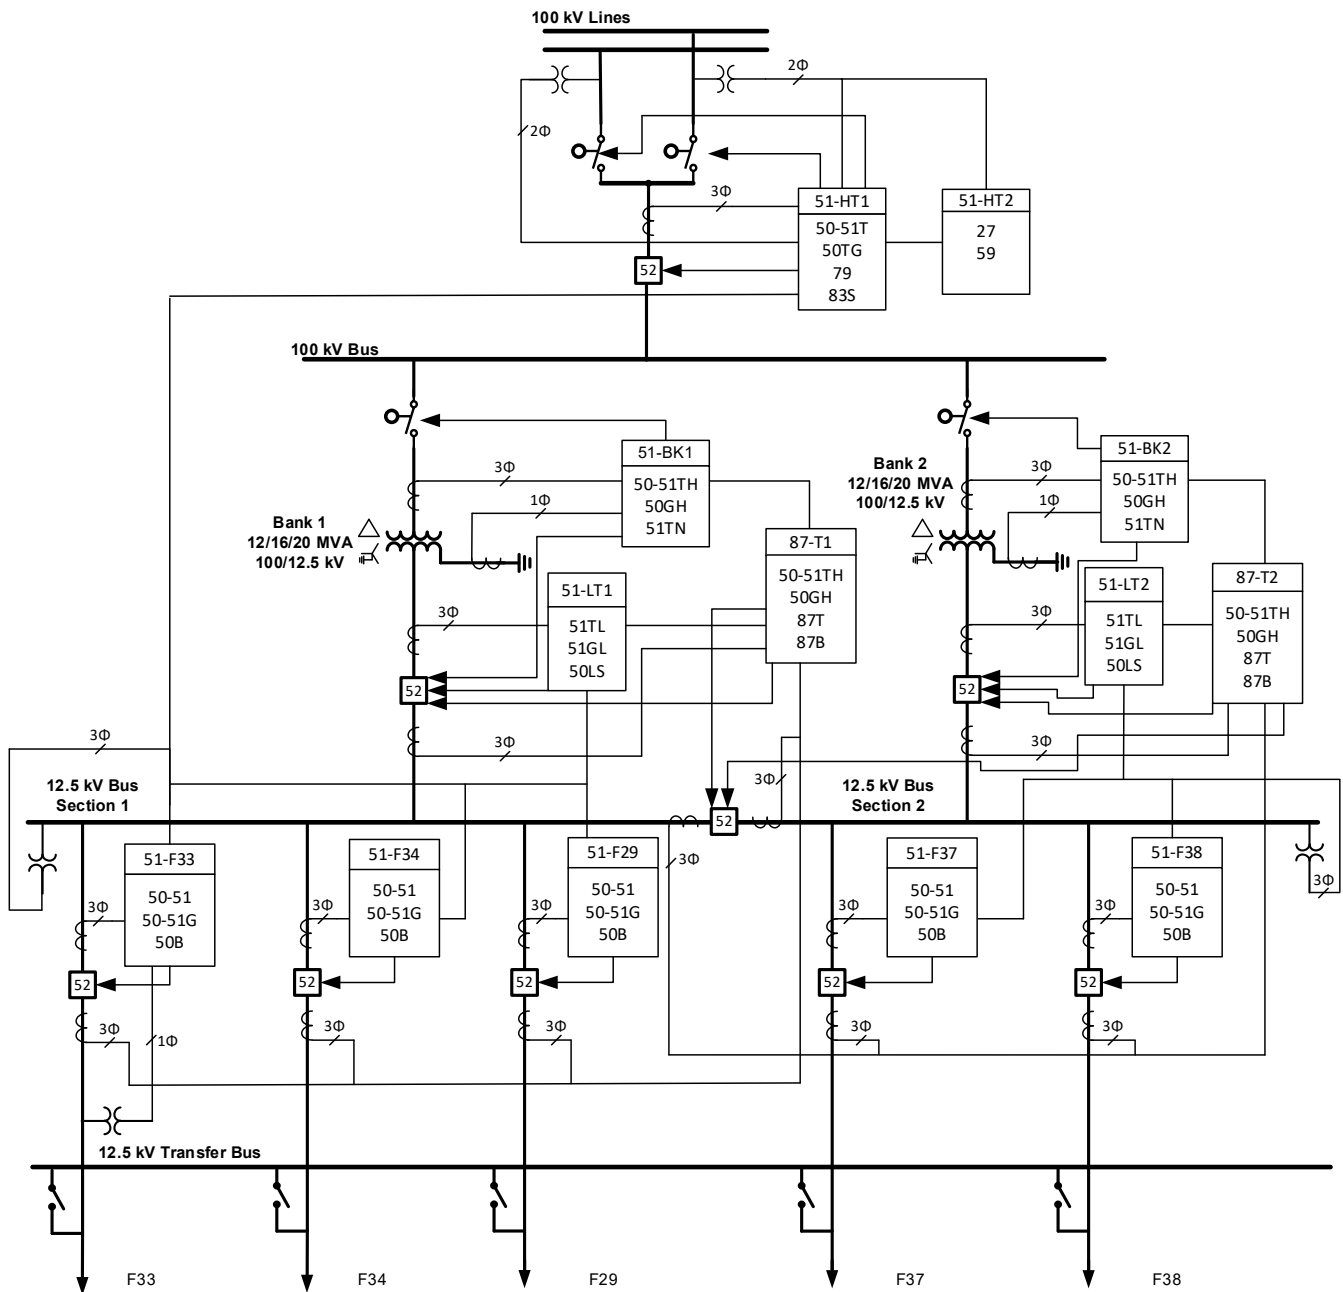 100 kV Lines
2Φ
2Φ
3Φ
51-HT1
50-51T
50TG
79
83S
51-HT2
27
59
52
100 kV Bus
51-BK1
50-51TH
50GH
51TN
3Φ
1Φ
Bank 1
12/16/20 MVA
100/12.5 kV
87-T1
50-51TH
50GH
87T
87B
51-LT1
51TL
51GL
50LS
3Φ
52
3Φ
Bank 2
12/16/20 MVA
100/12.5 kV
3Φ
1Φ
51-BK2
50-51TH
50GH
51TN
87-T2
50-51TH
50GH
87T
87B
51-LT2
51TL
51GL
50LS
3Φ
52
3Φ
3Φ
12.5 kV Bus
Section 1
3Φ
12.5 kV Bus
Section 2
52
3Φ
3Φ
51-F33
50-51
50-51G
50B
3Φ
52
3Φ
1Φ
51-F34
50-51
50-51G
50B
3Φ
52
3Φ
51-F29
50-51
50-51G
50B
3Φ
52
3Φ
51-F37
50-51
50-51G
50B
3Φ
52
3Φ
51-F38
50-51
50-51G
50B
3Φ
52
3Φ
12.5 kV Transfer Bus
F33
F34
F29
F37
F38